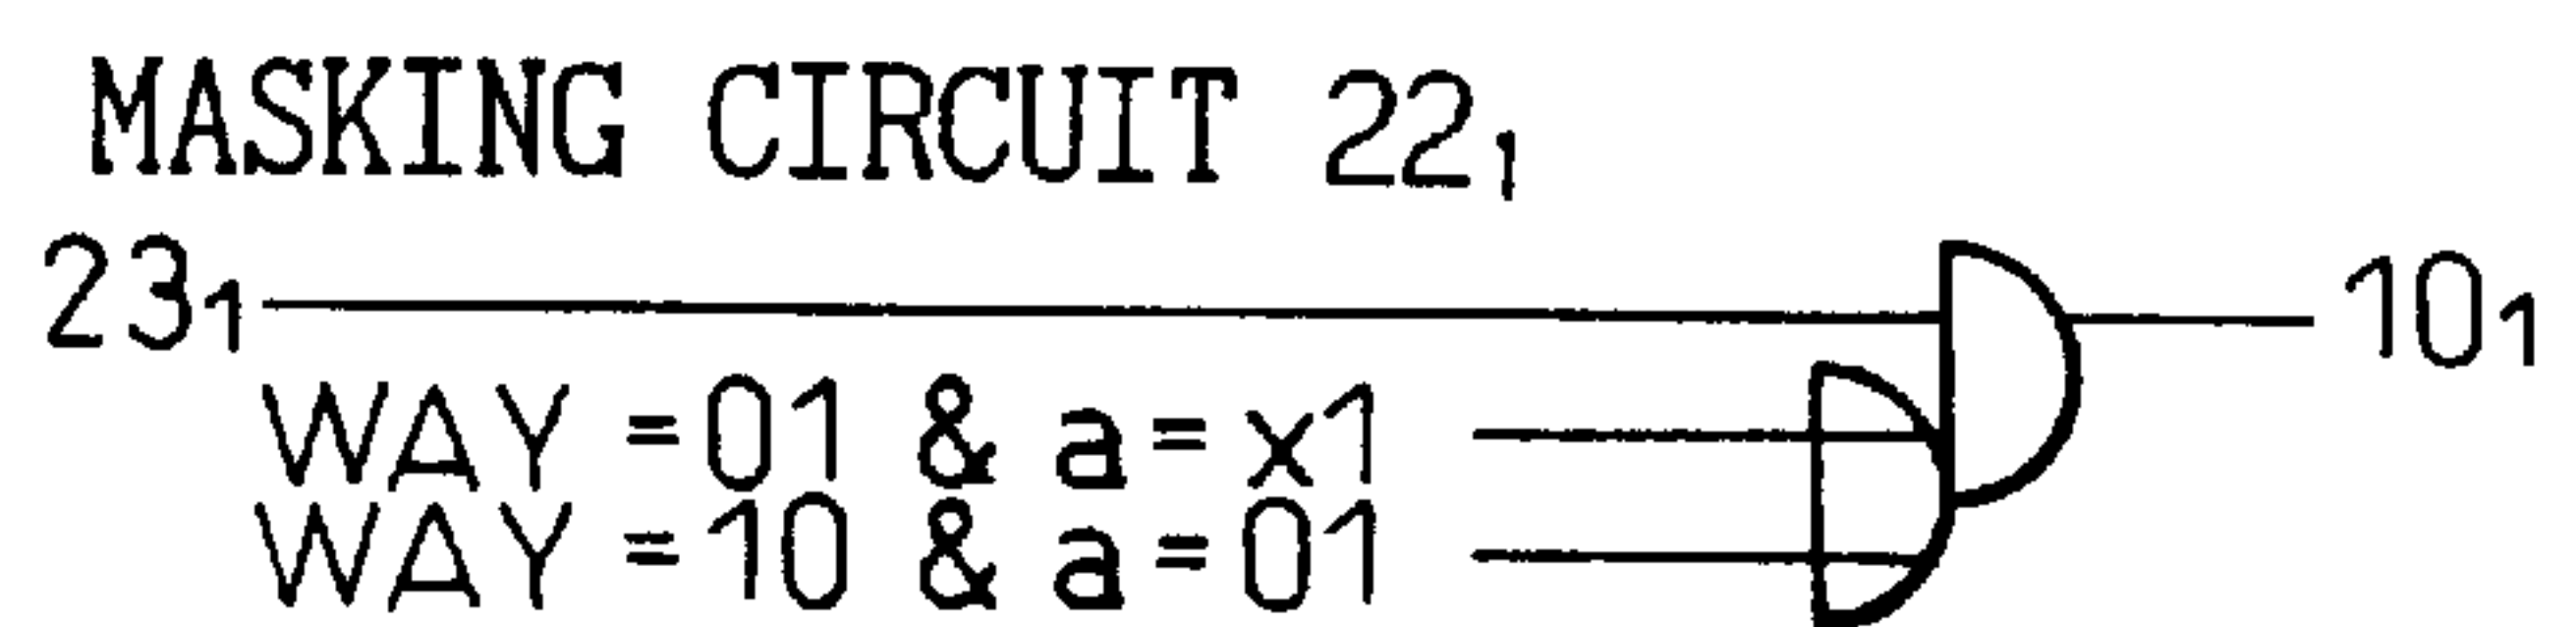 MASKING CIRCUIT 22₁
23₁ 10₁
WAY =01 & a= x1
WAY =10 & a= 01